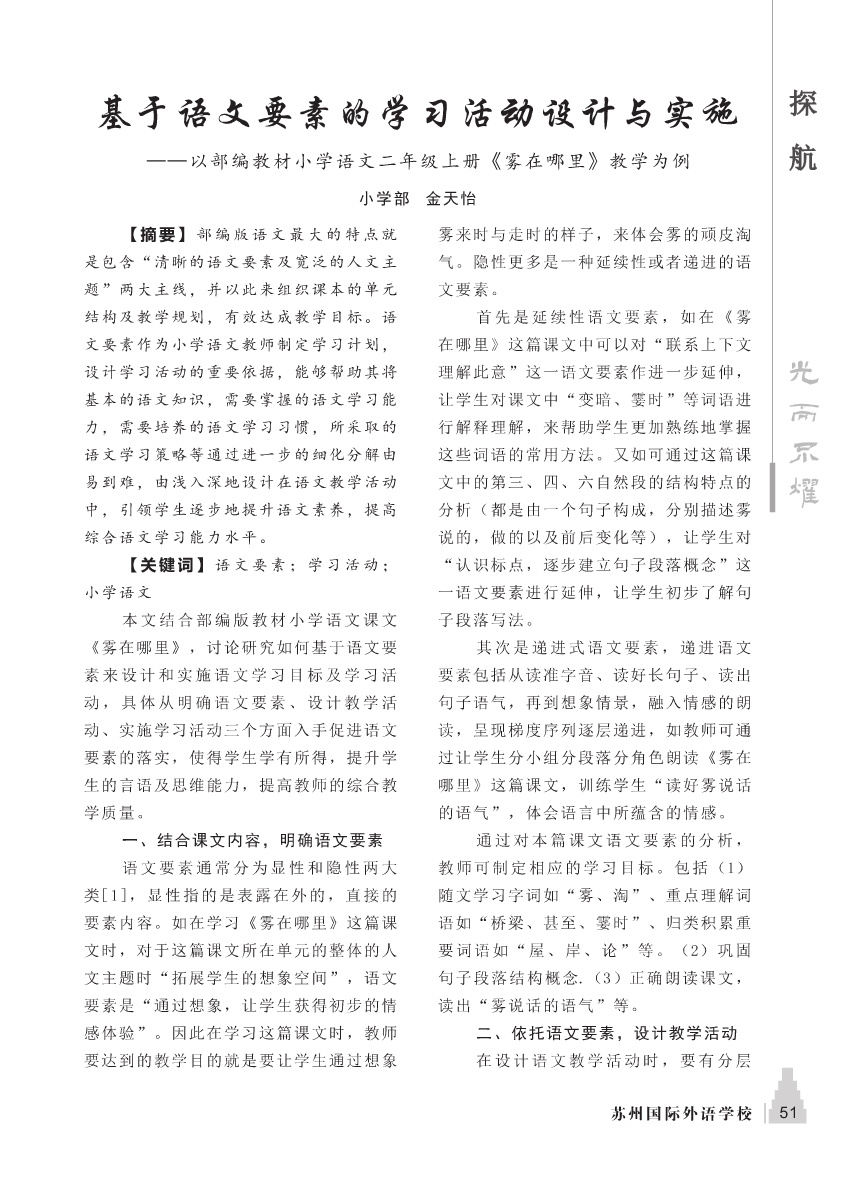 基于语文要素的学习活动设计与实施
——以部编教材小学语文二年级上册《雾在哪里》教学为例
小学部 金天怡
【摘要】部编版语文最大的特点就
是包含“清晰的语文要素及宽泛的人文主
题”两大主线，并以此来组织课本的单元
结构及教学规划，有效达成教学目标。语
文要素作为小学语文教师制定学习计划，
设计学习活动的重要依据，能够帮助其将
基本的语文知识，需要掌握的语文学习能
力，需要培养的语文学习习惯，所采取的
语文学习策略等通过进一步的细化分解由
易到难，由浅入深地设计在语文教学活动
中，引领学生逐步地提升语文素养，提高
综合语文学习能力水平。
【关键词】语文要素；学习活动；
小学语文
本文结合部编版教材小学语文课文
《雾在哪里》，讨论研究如何基于语文要
素来设计和实施语文学习目标及学习活
动，具体从明确语文要素、设计教学活
动、实施学习活动三个方面入手促进语文
要素的落实，使得学生学有所得，提升学
生的言语及思维能力，提高教师的综合教
学质量。
一、结合课文内容，明确语文要素
语文要素通常分为显性和隐性两大
类[1]，显性指的是表露在外的，直接的
要素内容。如在学习《雾在哪里》这篇课
文时，对于这篇课文所在单元的整体的人
文主题时“拓展学生的想象空间”，语文
要素是“通过想象，让学生获得初步的情
感体验”。因此在学习这篇课文时，教师
要达到的教学目的就是要让学生通过想象
雾来时与走时的样子，来体会雾的顽皮淘
气。隐性更多是一种延续性或者递进的语
文要素。
首先是延续性语文要素，如在《雾
在哪里》这篇课文中可以对“联系上下文
理解此意”这一语文要素作进一步延伸，
让学生对课文中“变暗、霎时”等词语进
行解释理解，来帮助学生更加熟练地掌握
这些词语的常用方法。又如可通过这篇课
文中的第三、四、六自然段的结构特点的
分析（都是由一个句子构成，分别描述雾
说的，做的以及前后变化等），让学生对
“认识标点，逐步建立句子段落概念”这
一语文要素进行延伸，让学生初步了解句
子段落写法。
其次是递进式语文要素，递进语文
要素包括从读准字音、读好长句子、读出
句子语气，再到想象情景，融入情感的朗
读，呈现梯度序列逐层递进，如教师可通
过让学生分小组分段落分角色朗读《雾在
哪里》这篇课文，训练学生“读好雾说话
的语气”，体会语言中所蕴含的情感。
通过对本篇课文语文要素的分析，
教师可制定相应的学习目标。包括（1）
随文学习字词如“雾、淘”、重点理解词
语如“桥梁、甚至、霎时”、归类积累重
要词语如“屋、岸、论”等。（2）巩固
句子段落结构概念.（3）正确朗读课文，
读出“雾说话的语气”等。
二、依托语文要素，设计教学活动
在设计语文教学活动时，要有分层
探航
光而不耀
苏州国际外语学校 51